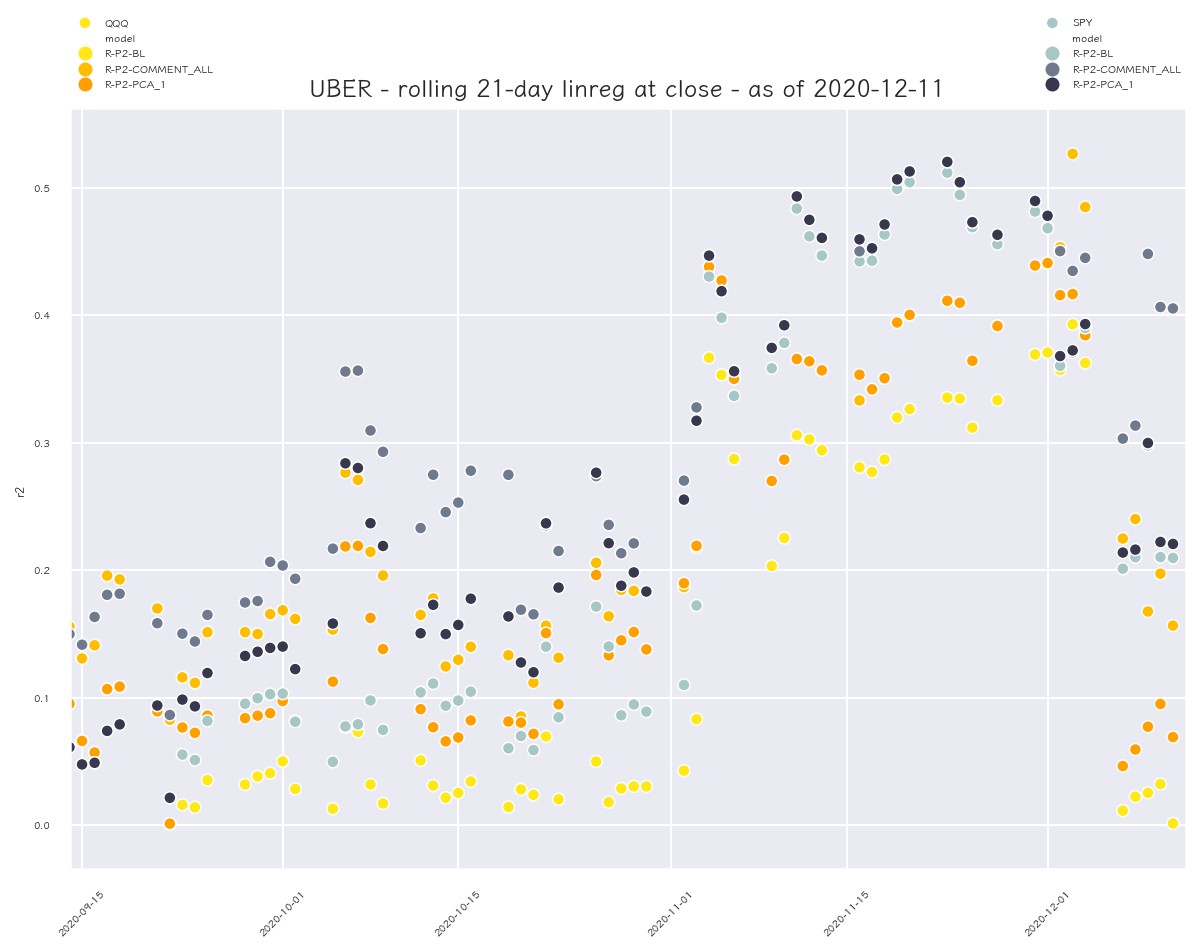 QQQ
model
R-P2-BL
R-P2-COMMENT_ALL
R-P2-PCA_1
SPY
model
R-P2-BL
R-P2-COMMENT_ALL
R-P2-PCA_1
UBER - rolling 21-day linreg at close - as of 2020-12-11
r2
0.5
0.4
0.3
0.2
0.1
0.0
2020-09-15
2020-10-01
2020-10-15
2020-11-01
2020-11-15
2020-12-01